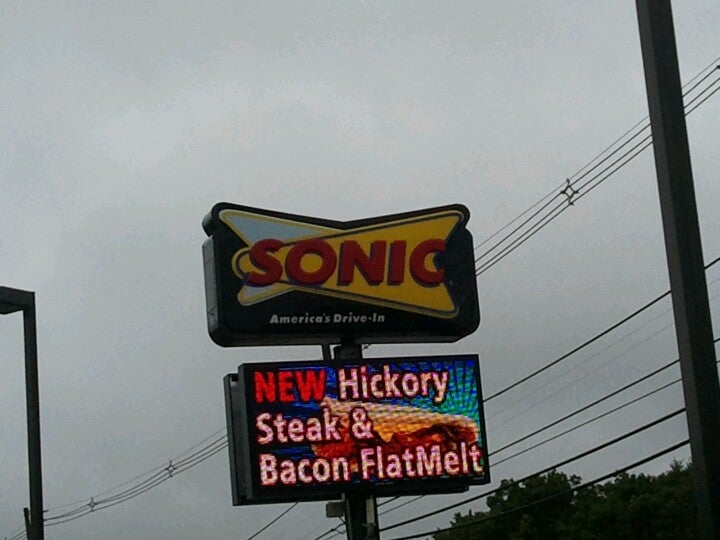 SONIC
America's Drive-In
NEW Hickory
Steak &
Bacon FlatMelt